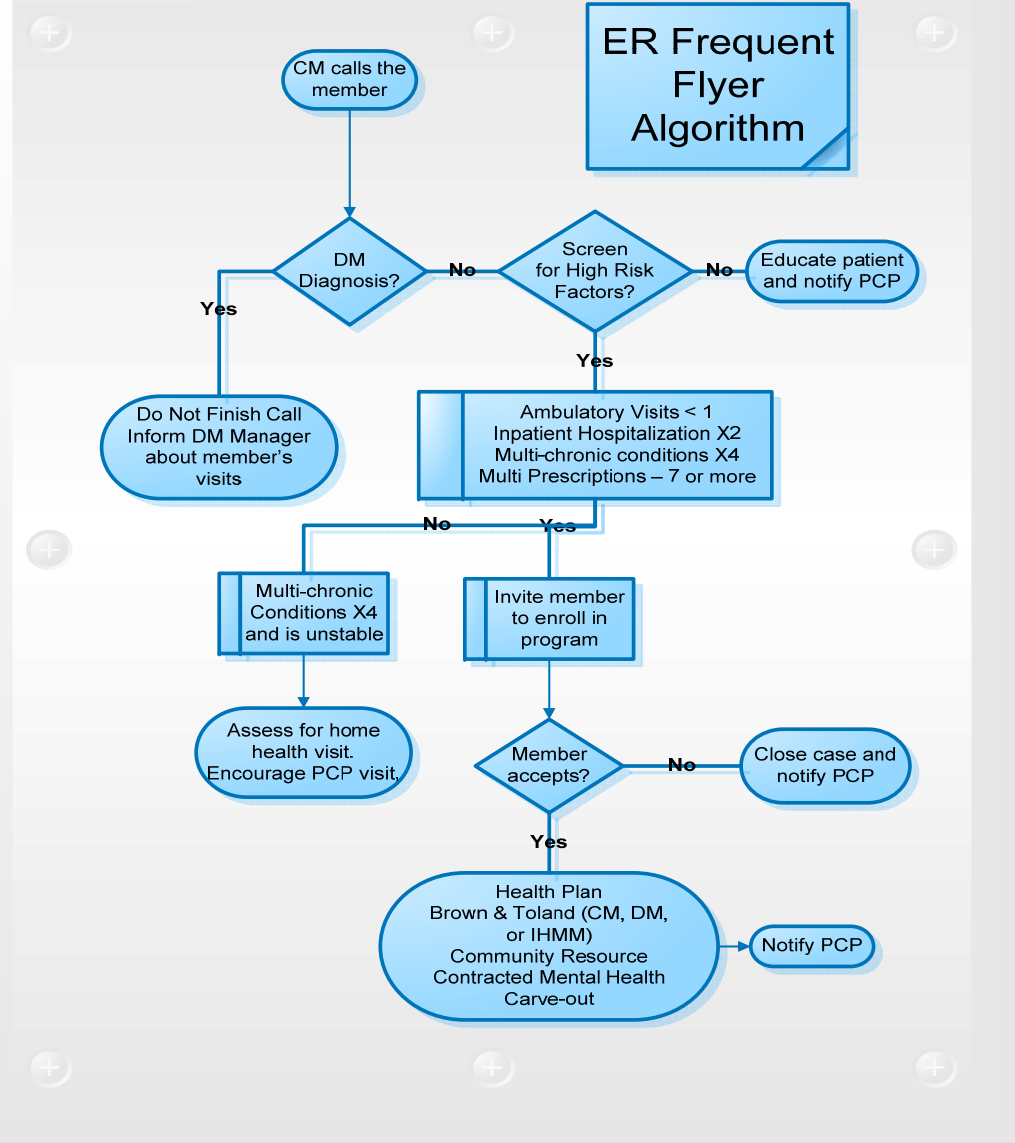 ER Frequent
Flyer
Algorithm
CM calls the
member
DM
Diagnosis?
No
Screen
for High Risk
Factors?
No
Educate patient
and notify PCP
Yes
Yes
Do Not Finish Call
Inform DM Manager
about member's
visits
Ambulatory Visits < 1
Inpatient Hospitalization X2
Multi-chronic conditions X4
Multi Prescriptions – 7 or more
No
Yes
Multi-chronic
Conditions X4
and is unstable
Invite member
to enroll in
program
Assess for home
health visit.
Encourage PCP visit,
Member
accepts?
No
Close case and
notify PCP
Yes
Health Plan
Brown & Toland (CM, DM,
or IHMM)
Community Resource
Contracted Mental Health
Carve-out
Notify PCP